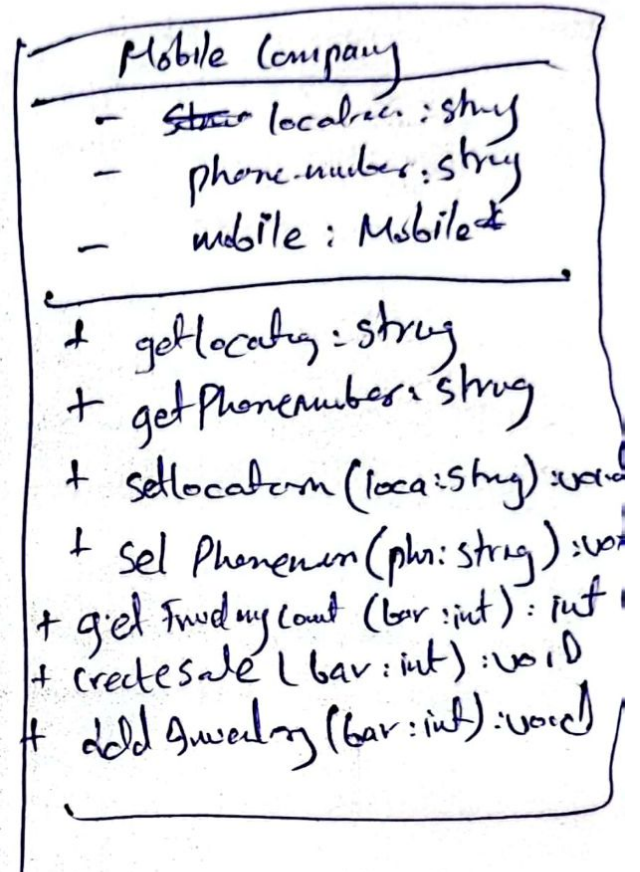 Mobile Company
- location : string
- phone-number : string
- mobile : Mobile
+ getlocation : string
+ getPhonenumber : string
+ setlocation (loca : string) : void
+ set Phonenum (phn : string) : void
+ get Inventory Count (bar : int) : int
+ createsale (bar : int) : void
+ add Inventory (bar : int) : void